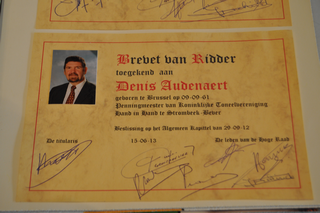 Brevet van Ridder
toegekend aan
Denis Audenaert
geboren te Brussel op 09-09-61
Penningmeester van Koninklijke Toneelvereniging
Hand in Hand te Strombeek-Bever
Beslissing op het Algemeen Kapittel van 29-09-12
De titularis
15-06-13
De leden van de Hoge Raad